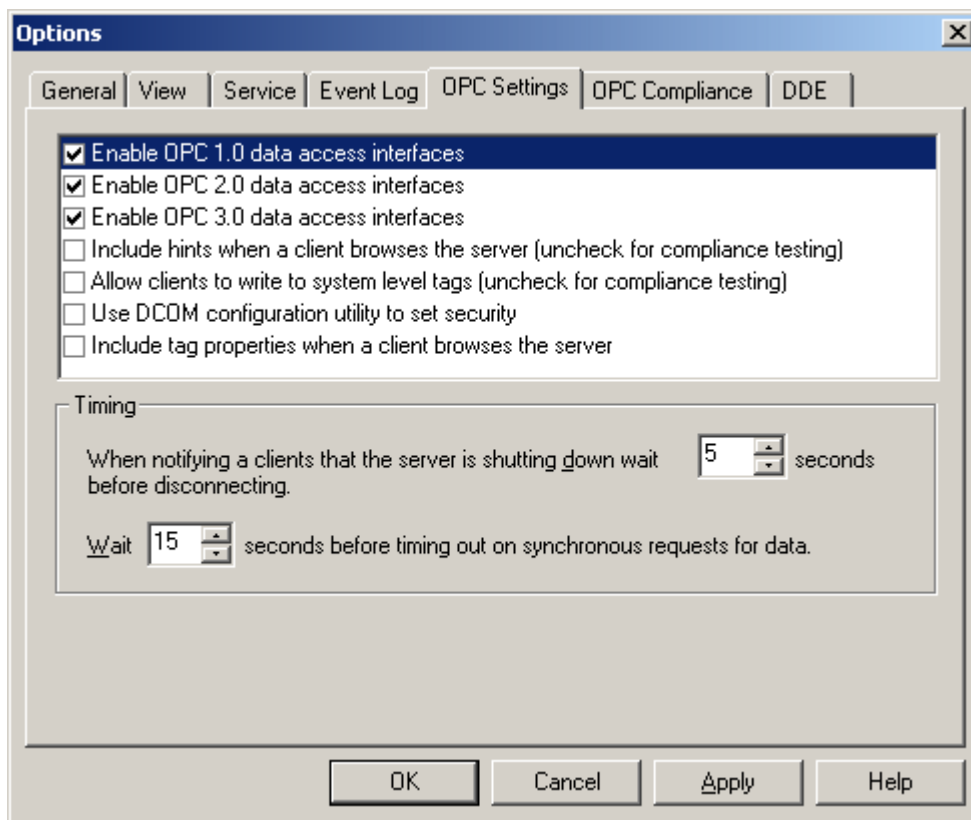 Options
General View Service Event Log OPC Settings OPC Compliance DDE
Enable OPC 1.0 data access interfaces
Enable OPC 2.0 data access interfaces
Enable OPC 3.0 data access interfaces
Include hints when a client browses the server (uncheck for compliance testing)
Allow clients to write to system level tags (uncheck for compliance testing)
Use DCOM configuration utility to set security
Include tag properties when a client browses the server
Timing
When notifying a clients that the server is shutting down wait 5 seconds
before disconnecting.
Wait 15 seconds before timing out on synchronous requests for data.
OK Cancel Apply Help